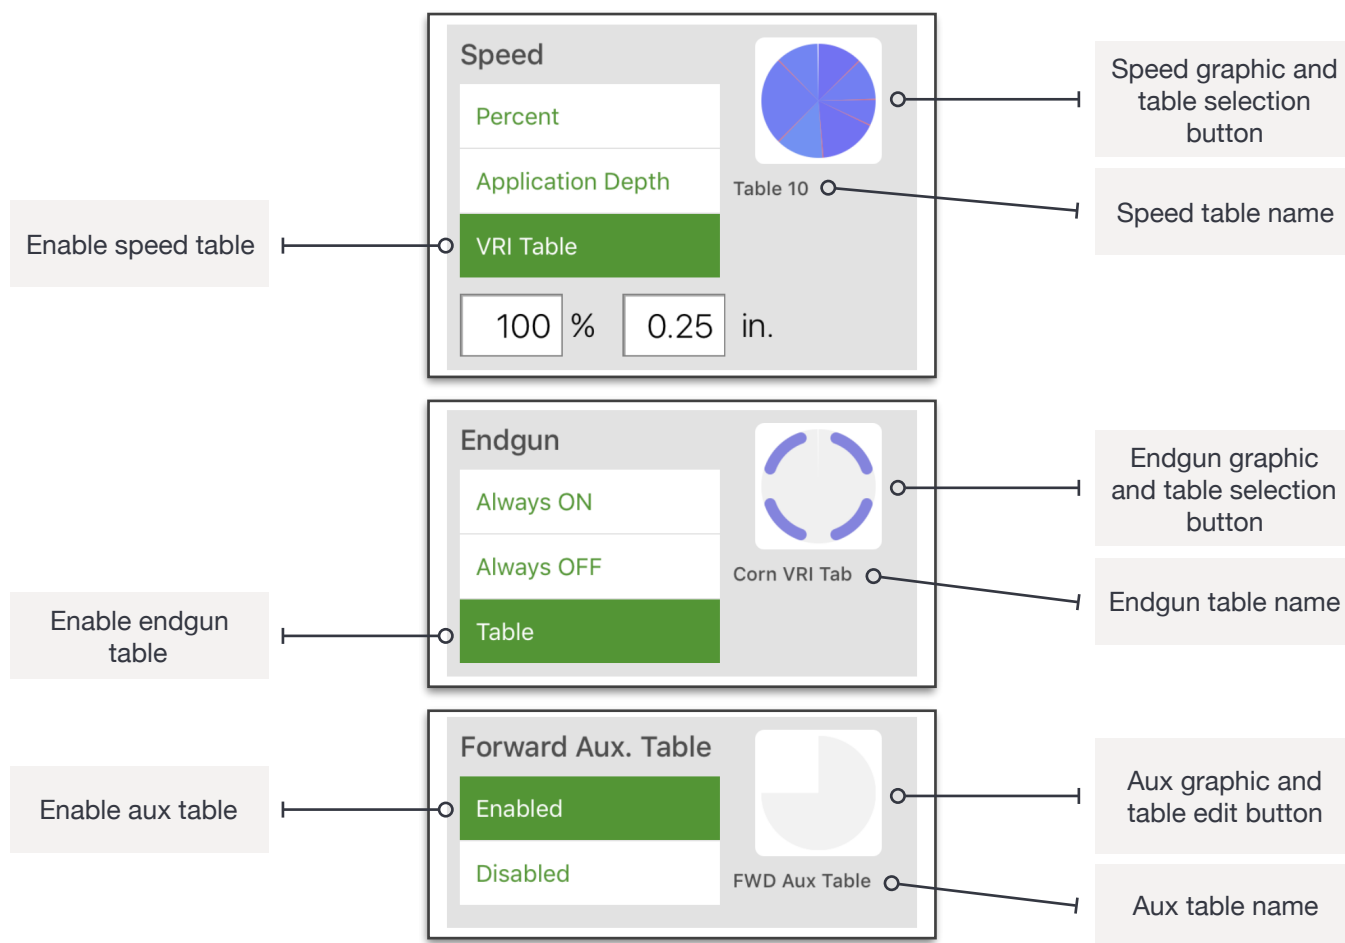 Speed
Percent
Application Depth
VRI Table
100 %
0.25 in.
Table 10
Enable speed table
Speed graphic and
table selection
button
Speed table name
Endgun
Always ON
Always OFF
Table
Corn VRI Tab
Enable endgun
table
Endgun graphic
and table selection
button
Endgun table name
Forward Aux. Table
Enabled
Disabled
FWD Aux Table
Enable aux table
Aux graphic and
table edit button
Aux table name